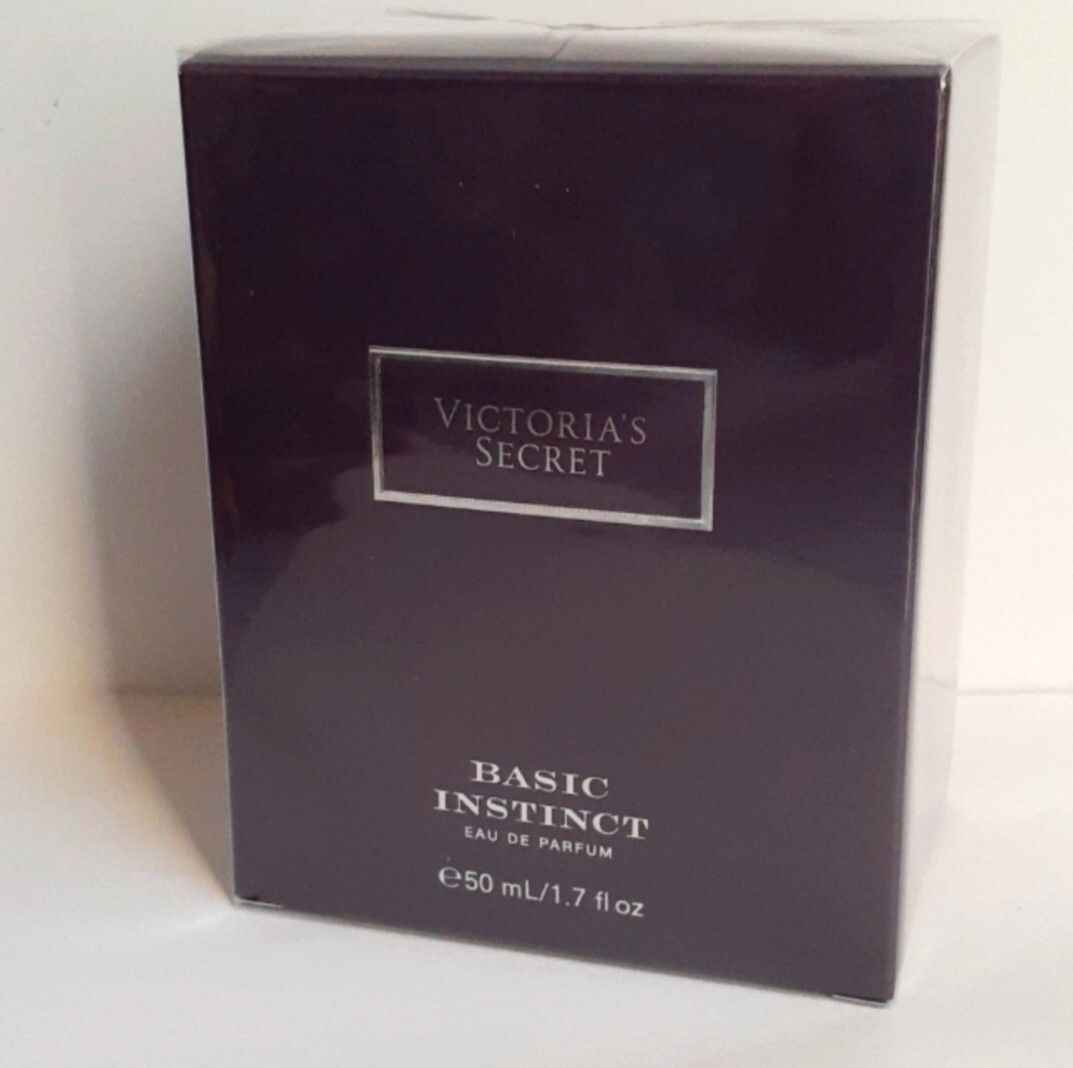 VICTORIA'S
SECRET
BASIC
INSTINCT
EAU DE PARFUM
℮50 mL/1.7 fl oz